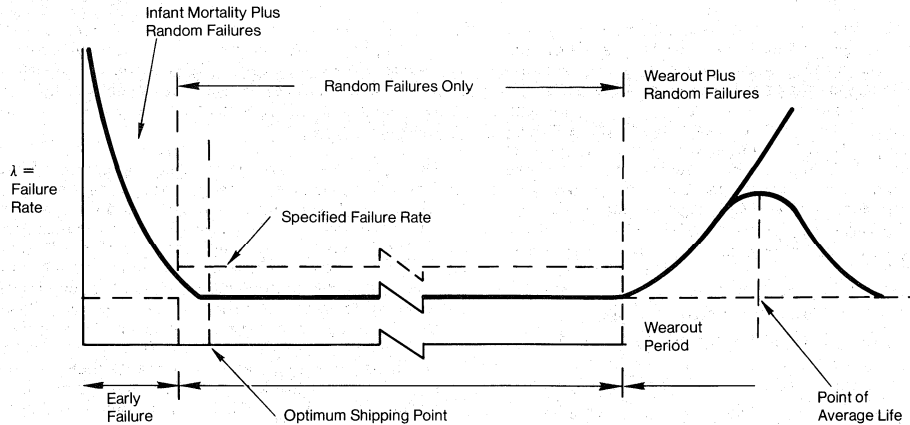 Infant Mortality Plus
Random Failures
Random Failures Only
Wearout Plus
Random Failures
λ =
Failure
Rate
Specified Failure Rate
Wearout
Period
Early
Failure
Optimum Shipping Point
Point of
Average Life